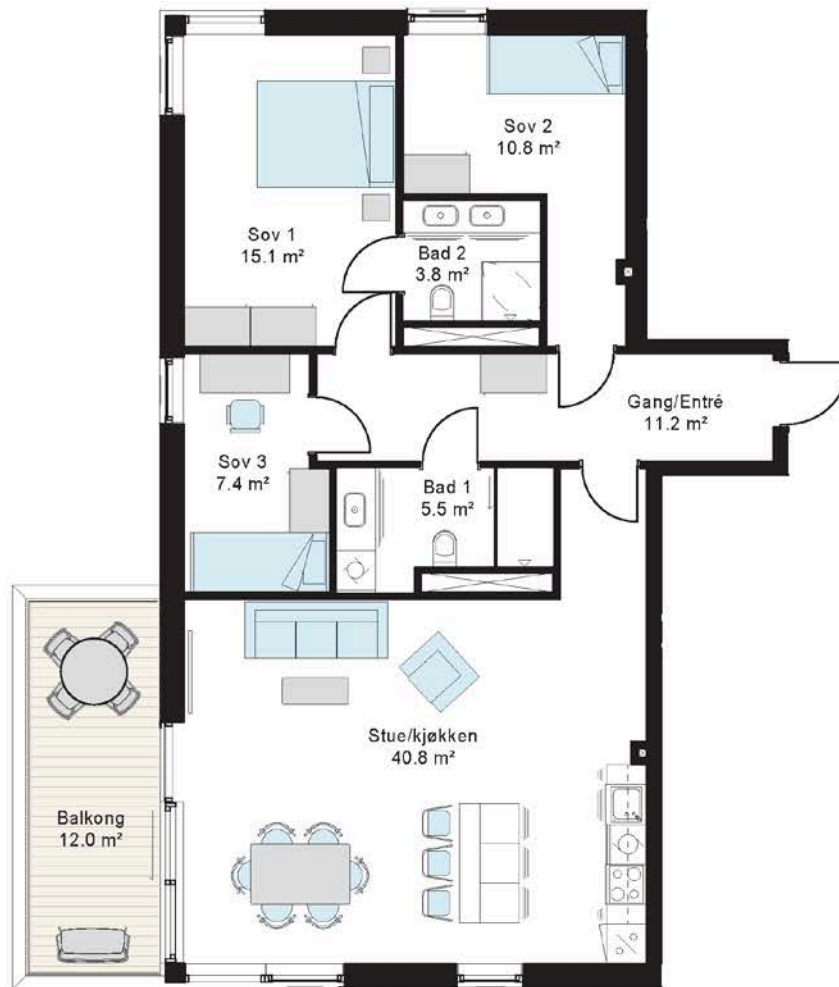 Sov 2
10.8 m²
Sov 1
15.1 m²
Bad 2
3.8 m²
Gang/Entré
11.2 m²
Sov 3
7.4 m²
Bad 1
5.5 m²
Stue/kjøkken
40.8 m²
Balkong
12.0 m²